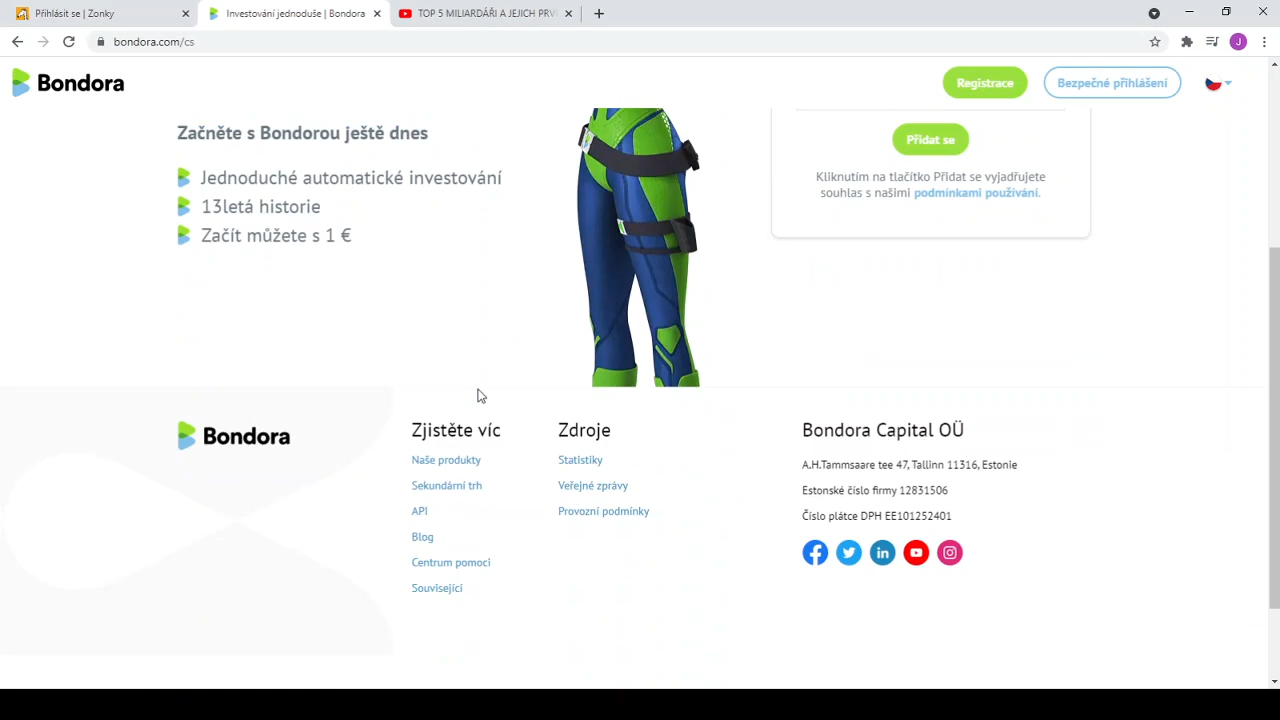 Přihlásit se | Zonky
Investování jednoduše | Bondora
TOP 5 MILIARDÁŘI A JEJICH PRV
bondora.com/cs
J
Bondora
Registrace
Bezpečné přihlášení
Začněte s Bondorou ještě dnes
Jednoduché automatické investování
13letá historie
Začít můžete s 1 €
Přidat se
Kliknutím na tlačítko Přidat se vyjadřujete
souhlas s našimi podmínkami používání.
Bondora
Zjistěte víc
Naše produkty
Sekundární trh
API
Blog
Centrum pomoci
Související
Zdroje
Statistiky
Veřejné zprávy
Provozní podmínky
Bondora Capital OÜ
A.H.Tammsaare tee 47, Tallinn 11316, Estonie
Estonské číslo firmy 12831506
Číslo plátce DPH EE101252401